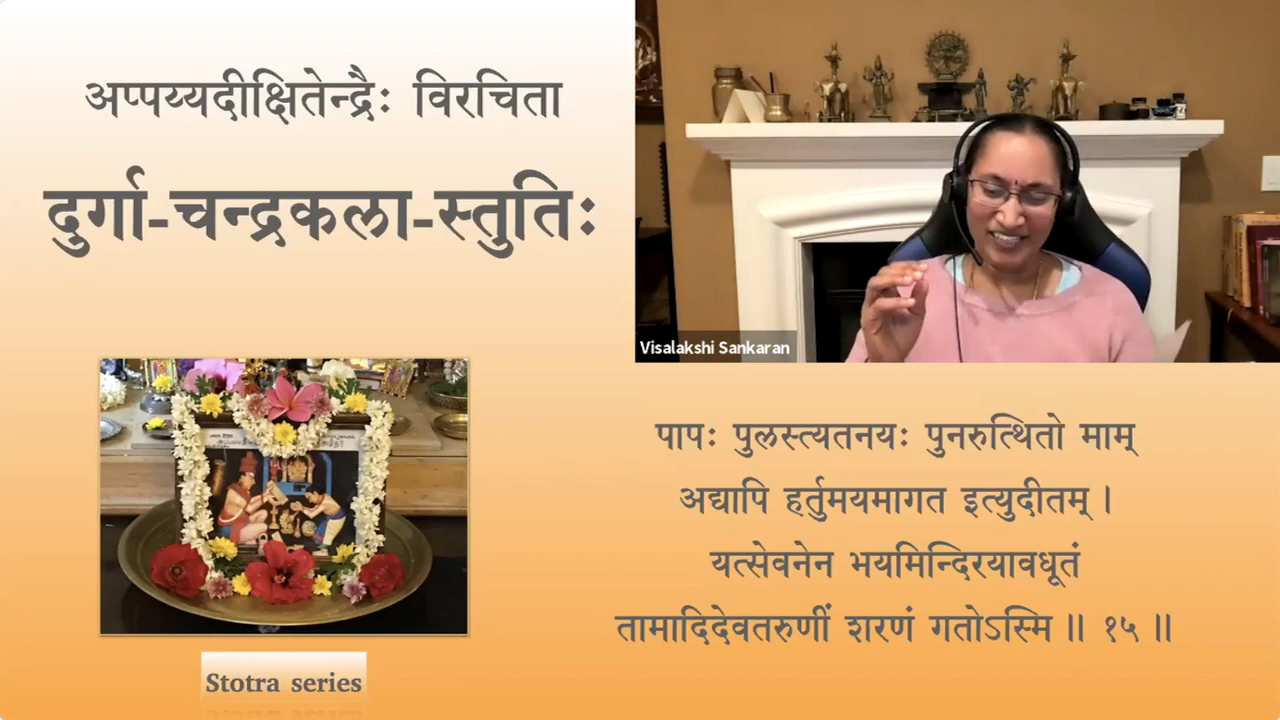 अप्पय्यदीक्षितेन्द्रैः विरचिता
दुर्गा-चन्द्रकला-स्तुतिः
Visalakshi Sankaran
पापः पुलस्त्यतनयः पुनरुत्थितो माम्
अद्यापि हर्तुमयमागत इत्युदीतम् ।
यत्सेवनेन भयमिन्दिरयावधूतं
तामादिदेवतरुणीं शरणं गतोऽस्मि ॥ १५ ॥
Stotra series